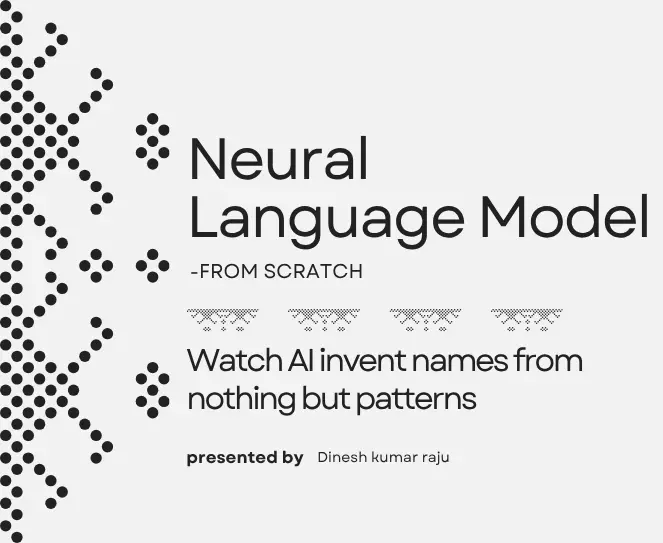 Neural
Language Model
-FROM SCRATCH
Watch AI invent names from
nothing but patterns
presented by Dinesh kumar raju